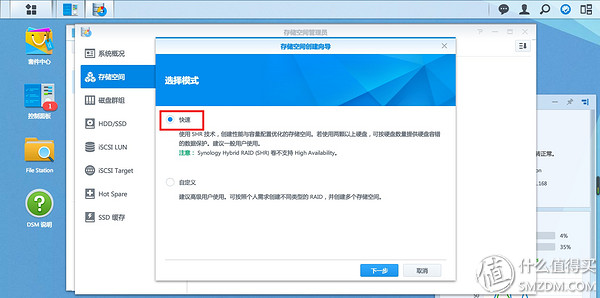 存储空间管理员
存储空间创建向导
选择模式
快速
使用 SHR 技术，创建性能与容量配置优化的存储空间。若使用两颗以上硬盘，可按硬盘数量提供硬盘容错
的数据保护。建议一般用户使用。
注意： Synology Hybrid RAID (SHR) 卷不支持 High Availability。
自定义
建议高级用户使用。可按照个人需求创建不同类型的 RAID，并创建多个存储空间。
下一步
取消
系统概况
存储空间
磁盘群组
HDD/SSD
iSCSI LUN
iSCSI Target
Hot Spare
SSD 缓存
套件中心
控制面板
1
File Station
DSM 说明
转正常。
.168
4%
35%
值 什么值得买
SMZDM.COM